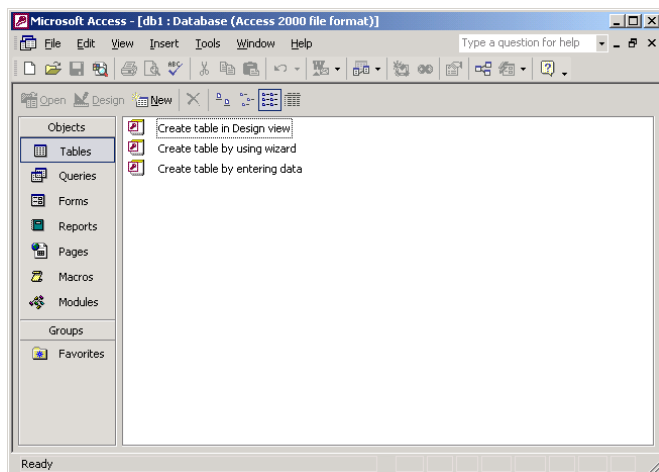 Microsoft Access - [db1 : Database (Access 2000 file format)]
File Edit View Insert Tools Window Help Type a question for help
Open Design New
Objects
Tables
Queries
Forms
Reports
Pages
Macros
Modules
Groups
Favorites
Create table in Design view
Create table by using wizard
Create table by entering data
Ready